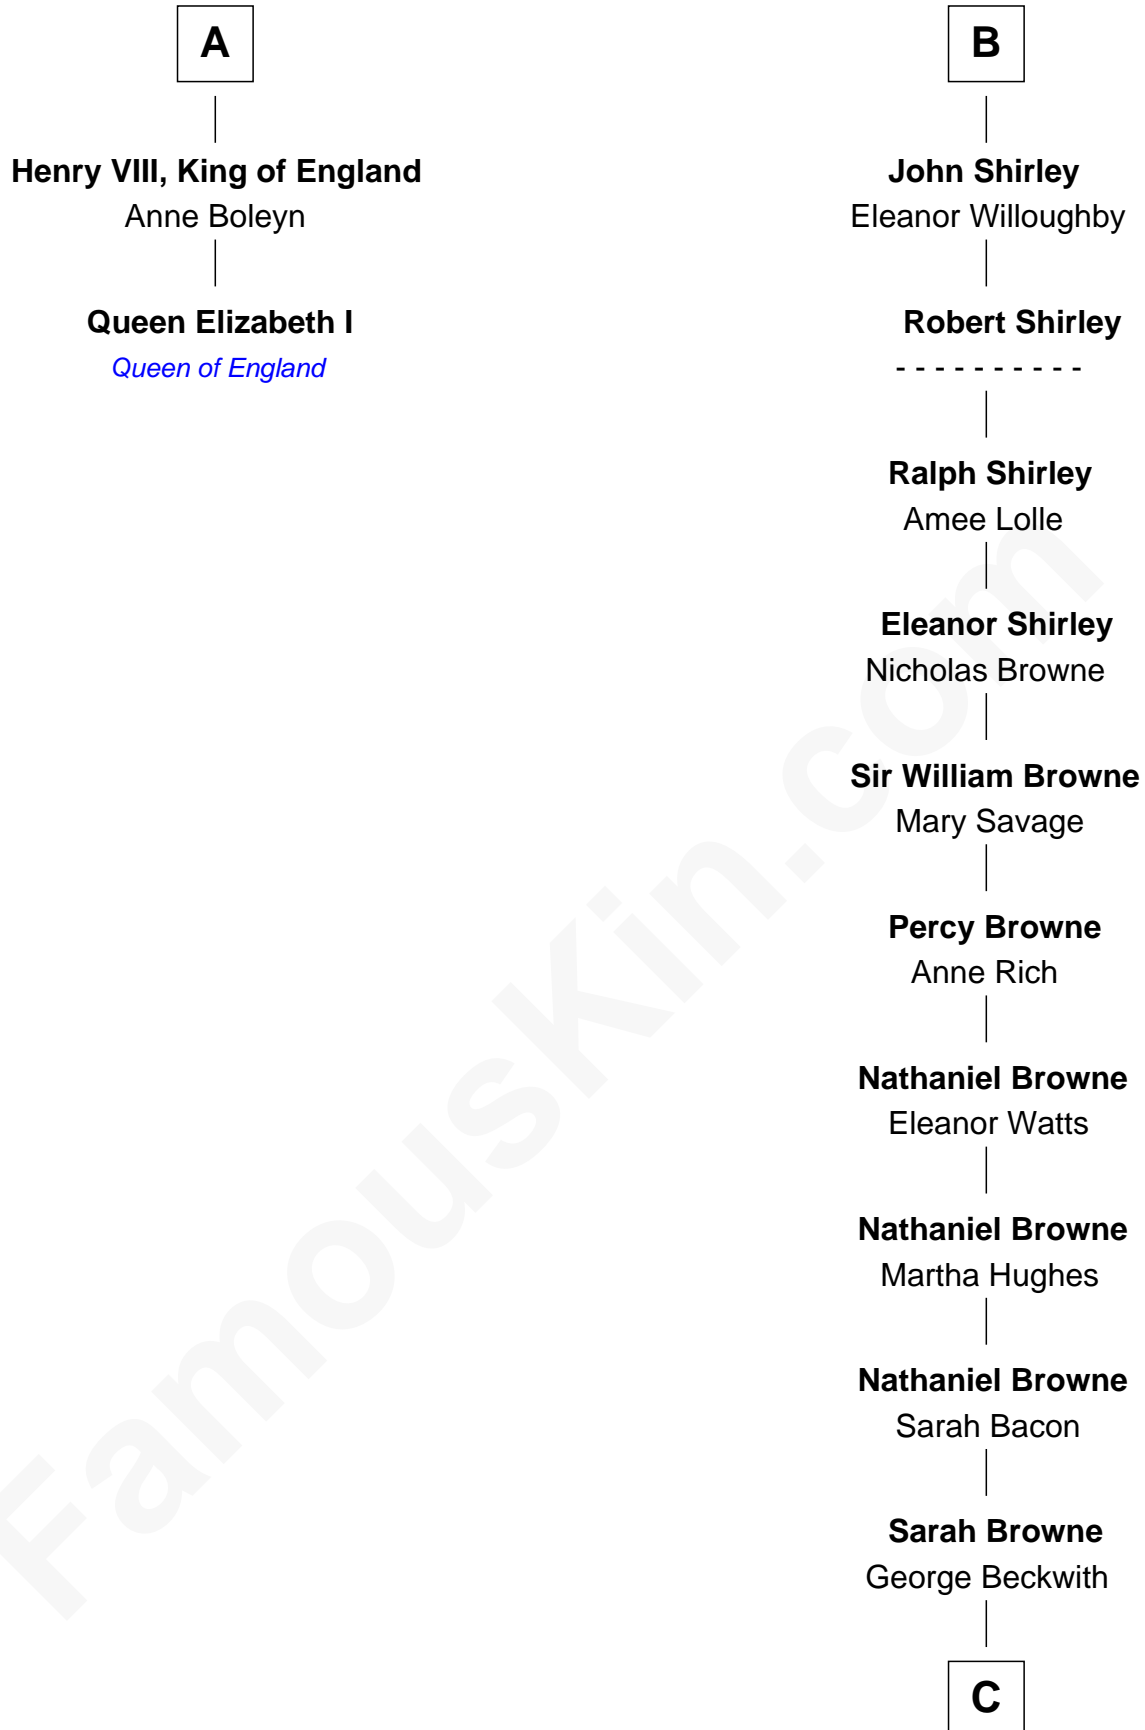 A
Henry VIII, King of England
Anne Boleyn
Queen Elizabeth I
Queen of England
B
John Shirley
Eleanor Willoughby
Robert Shirley
- - - - - - - - - -
Ralph Shirley
Amee Lolle
Eleanor Shirley
Nicholas Browne
Sir William Browne
Mary Savage
Percy Browne
Anne Rich
Nathaniel Browne
Eleanor Watts
Nathaniel Browne
Martha Hughes
Nathaniel Browne
Sarah Bacon
Sarah Browne
George Beckwith
C
FamousKin.com